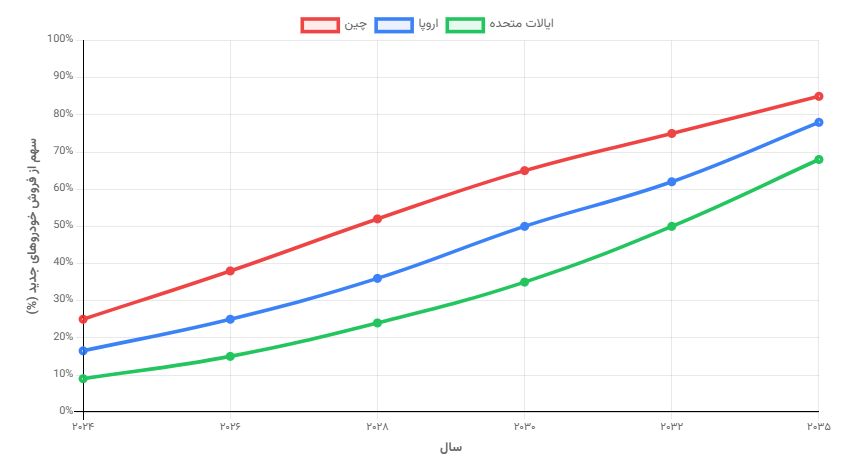 چین اروپا ایالات متحده
سهم از فروش خودروهای جدید (%)
100%
90%
80%
70%
60%
50%
40%
30%
20%
10%
0%
۲۰۲۴ ۲۰۲۶ ۲۰۲۸ ۲۰۳۰ ۲۰۳۲ ۲۰۳۵
سال